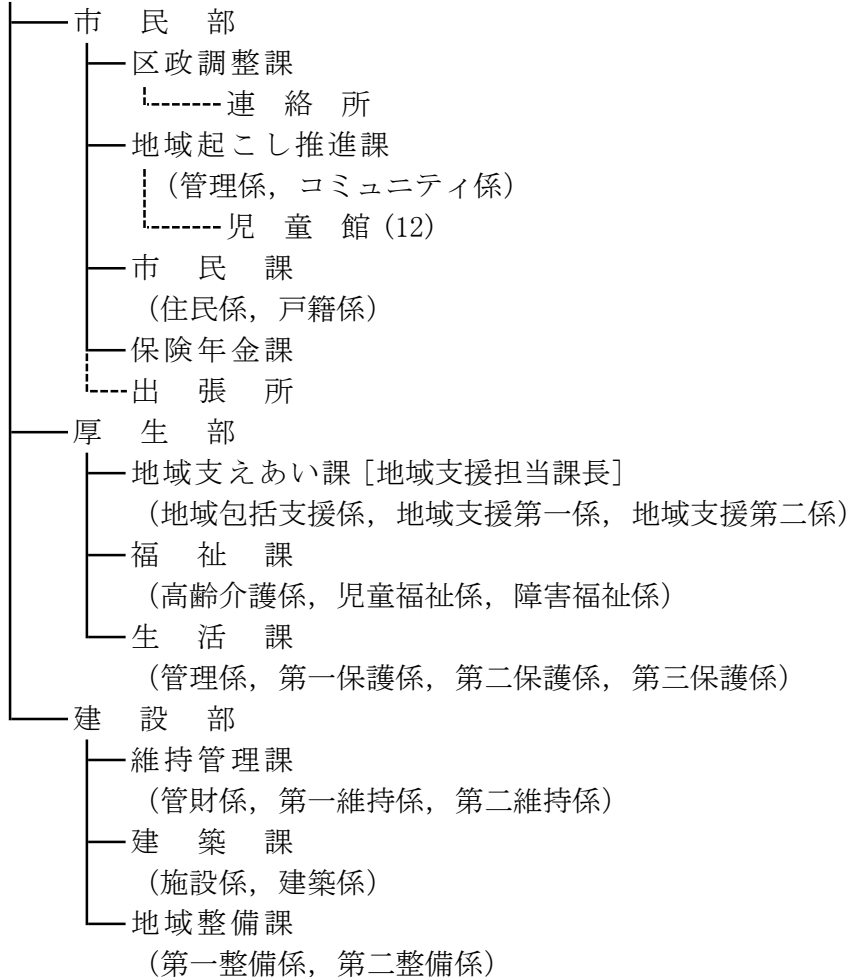 市民部
区政調整課
連絡所
地域起こし推進課
(管理係, コミュニティ係)
児童館 (12)
市民課
(住民係, 戸籍係)
保険年金課
出張所
厚生部
地域支えあい課 [地域支援担当課長]
(地域包括支援係, 地域支援第一係, 地域支援第二係)
福祉課
(高齢介護係, 児童福祉係, 障害福祉係)
生活課
(管理係, 第一保護係, 第二保護係, 第三保護係)
建設部
維持管理課
(管財係, 第一維持係, 第二維持係)
建築課
(施設係, 建築係)
地域整備課
(第一整備係, 第二整備係)